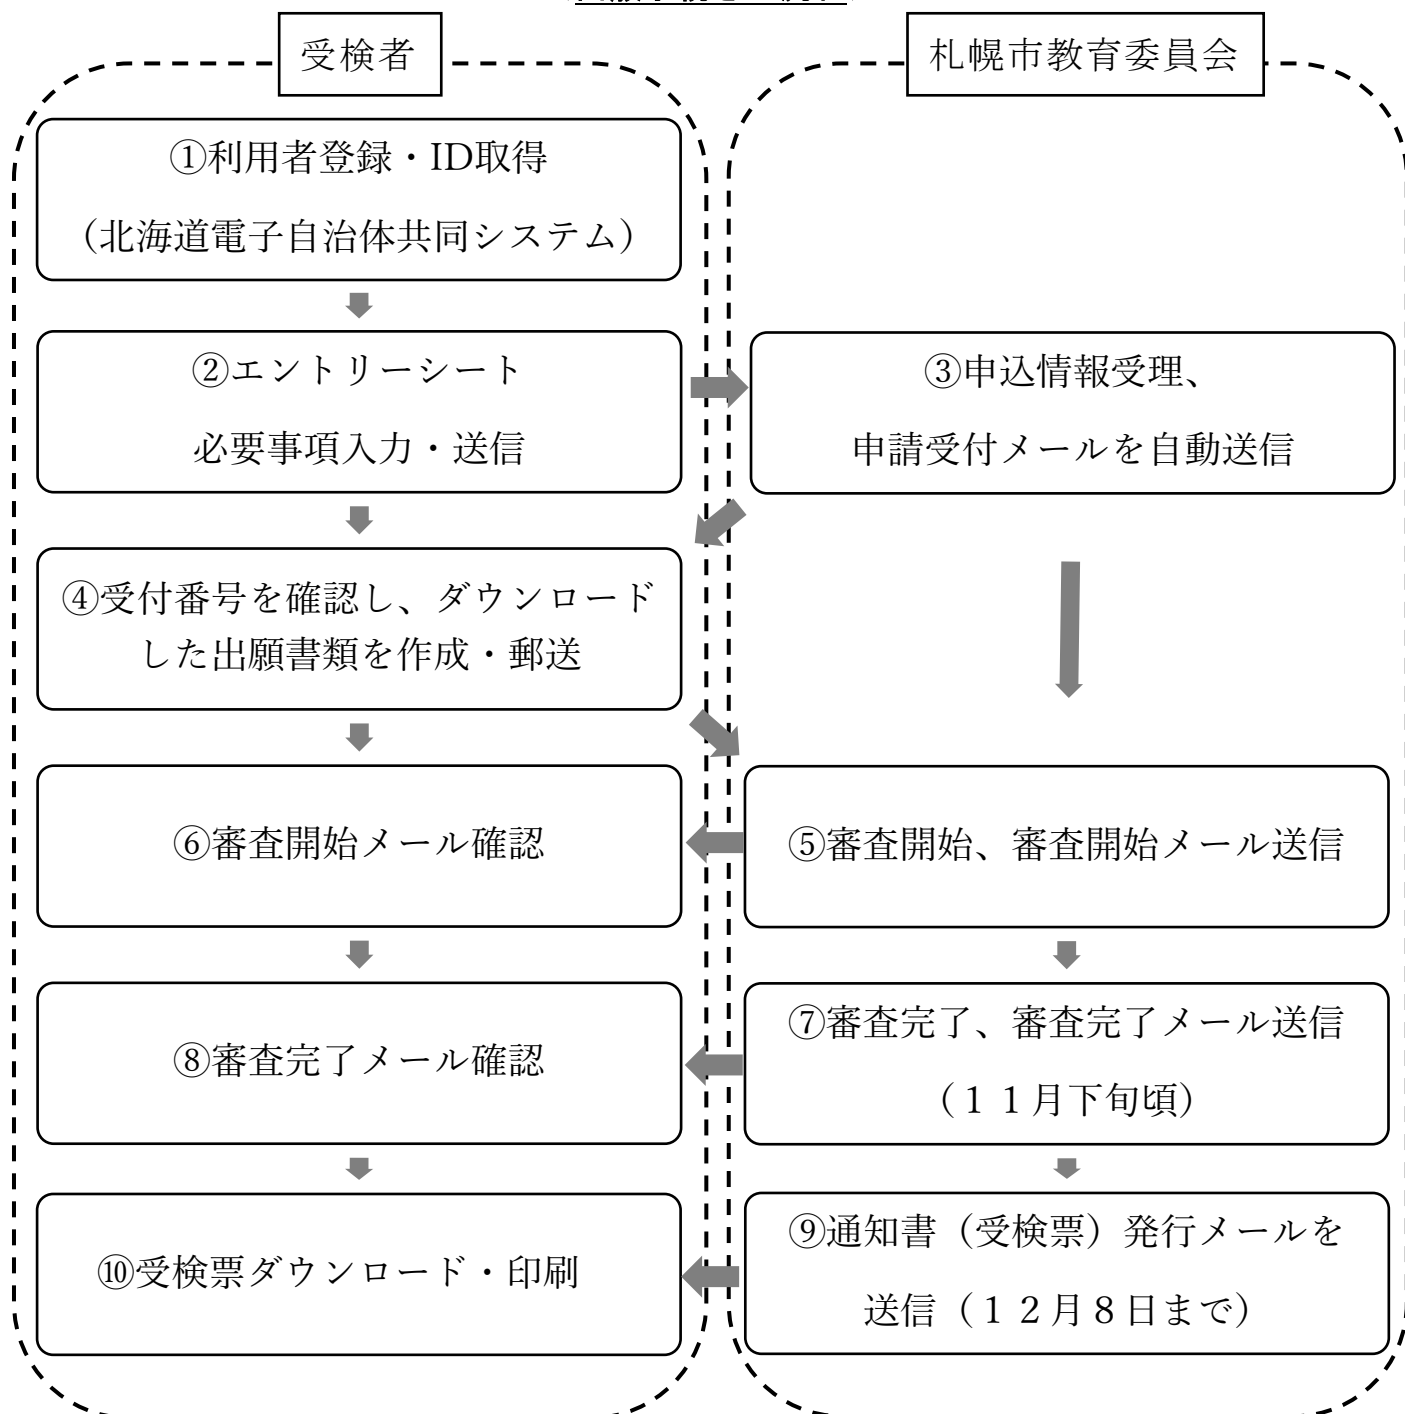 受検者
札幌市教育委員会
①利用者登録・ID取得
（北海道電子自治体共同システム）
②エントリーシート
必要事項入力・送信
③申込情報受理、
申請受付メールを自動送信
④受付番号を確認し、ダウンロード
した出願書類を作成・郵送
⑥審査開始メール確認
⑤審査開始、審査開始メール送信
⑧審査完了メール確認
⑦審査完了、審査完了メール送信
（１１月下旬頃）
⑩受検票ダウンロード・印刷
⑨通知書（受検票）発行メールを
送信（１２月８日まで）